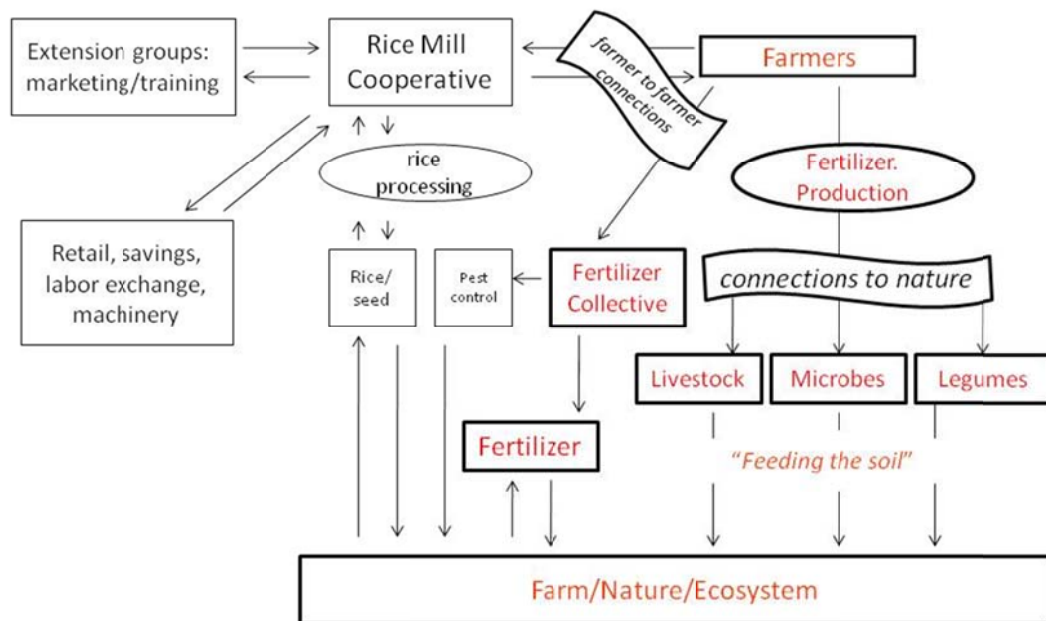 Extension groups:
marketing/training
Rice Mill
Cooperative
farmer to farmer
connections
Farmers
rice
processing
Fertilizer.
Production
Retail, savings,
labor exchange,
machinery
Rice/
seed
Pest
control
Fertilizer
Collective
connections to nature
Livestock
Microbes
Legumes
Fertilizer
“Feeding the soil”
Farm/Nature/Ecosystem